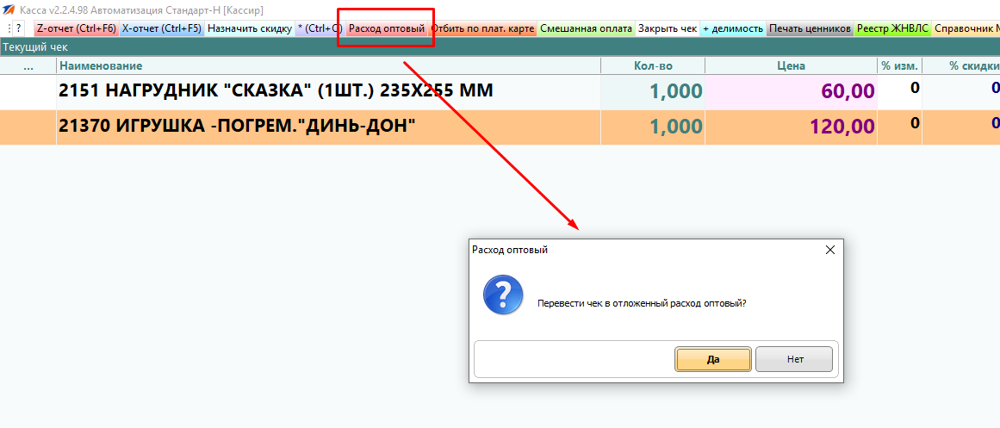 Касса v2.2.4.98 Автоматизация Стандарт-Н [Кассир]
? Z-отчет (Ctrl+F6) X-отчет (Ctrl+F5) Назначить скидку * (Ctrl+Q) Расход оптовый Отбить по плат. карте Смешанная оплата Закрыть чек + делимость Печать ценников Реестр ЖНВЛС Справочник М
Текущий чек
... Наименование Кол-во Цена % изм. % скидки
2151 НАГРУДНИК "СКАЗКА" (1ШТ.) 235X255 ММ 1,000 60,00 0 0
21370 ИГРУШКА -ПОГРЕМ."ДИНЬ-ДОН" 1,000 120,00 0 0
Расход оптовый
Перевести чек в отложенный расход оптовый?
Да Нет